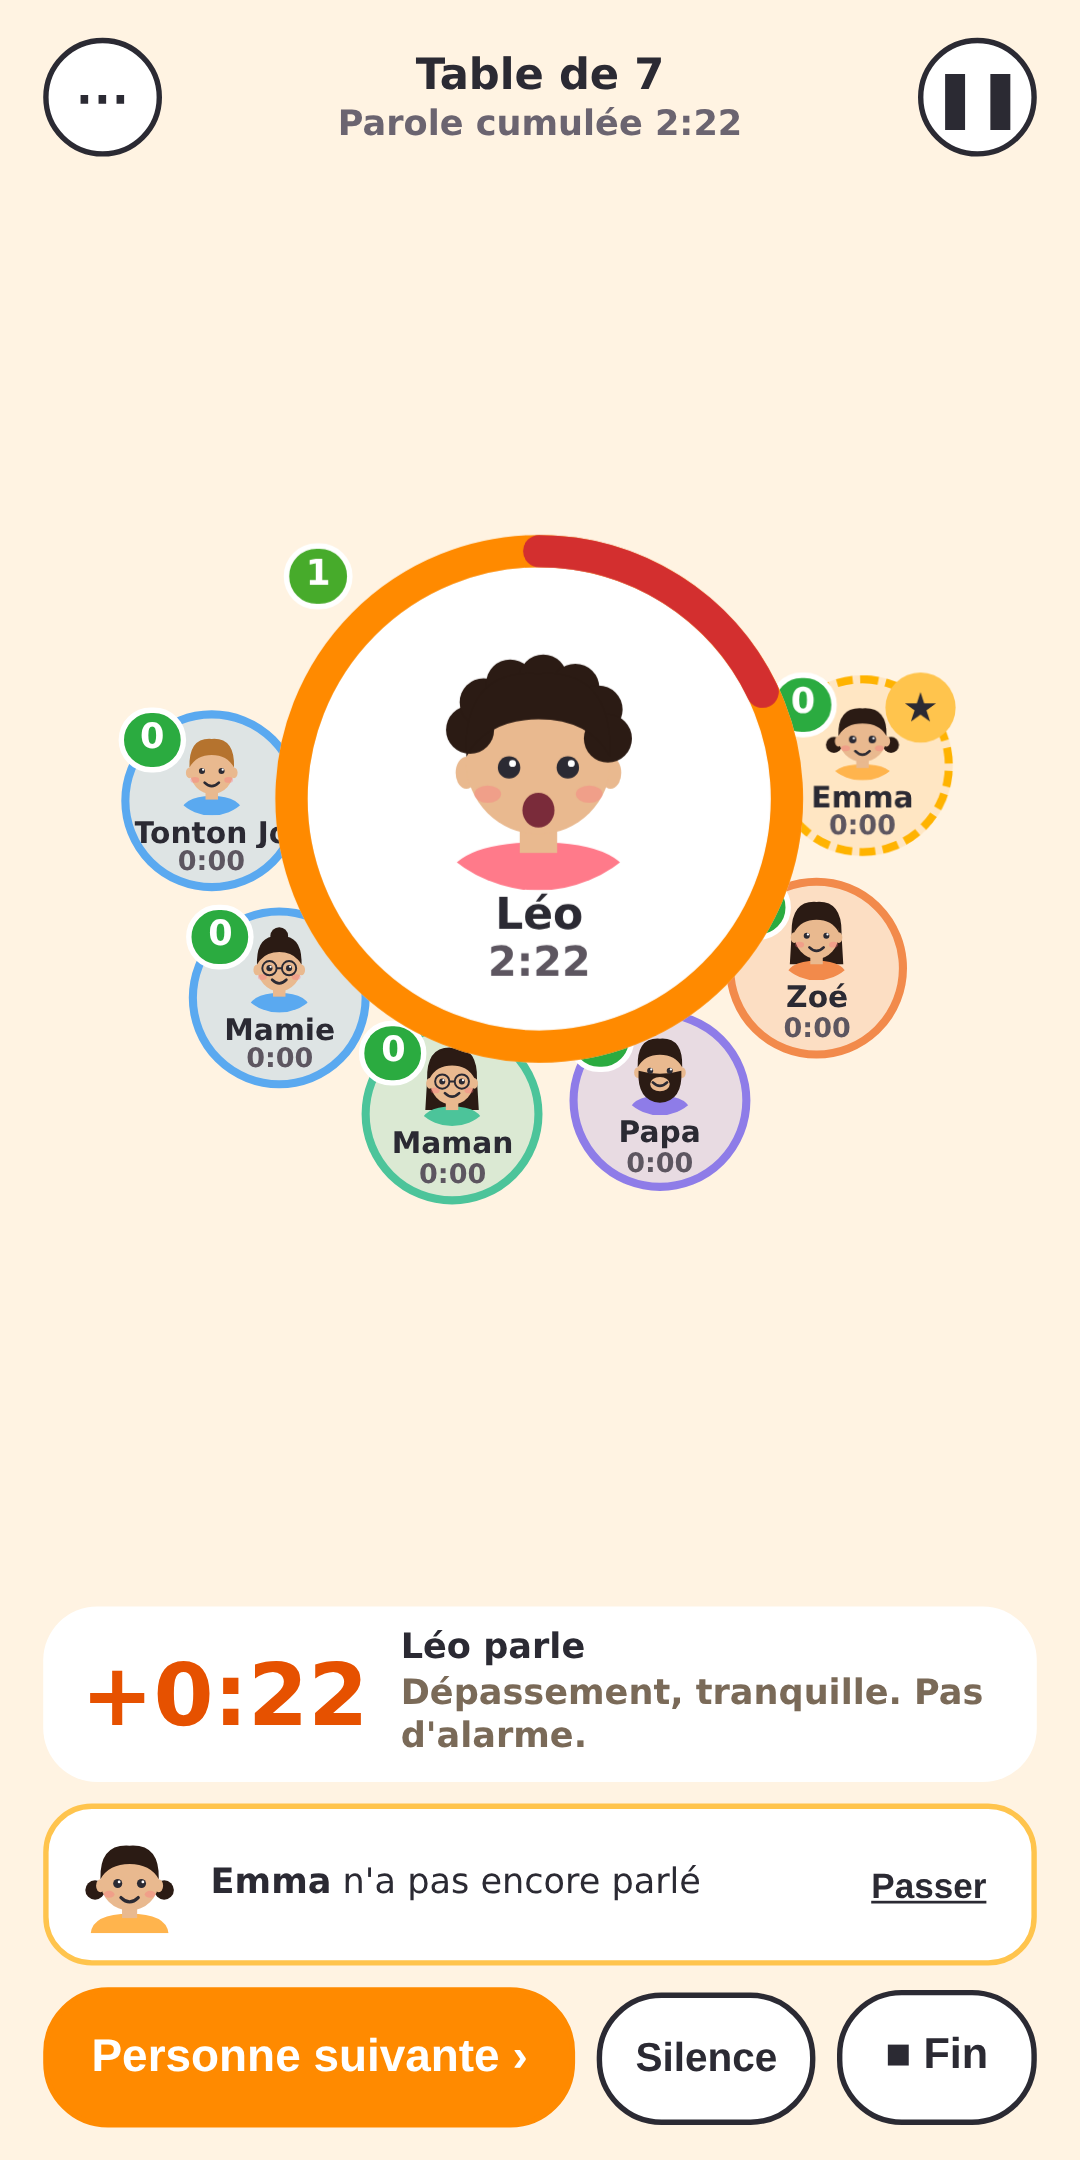 ...
Table de 7
Parole cumulée 2:22
1
Léo
2:22
0
Emma
0:00
0
Tonton Jo
0:00
Zoé
0:00
0
Mamie
0:00
0
Maman
0:00
Papa
0:00
+0:22
Léo parle
Dépassement, tranquille. Pas
d'alarme.
Emma n'a pas encore parlé
Passer
Personne suivante ›
Silence
■ Fin